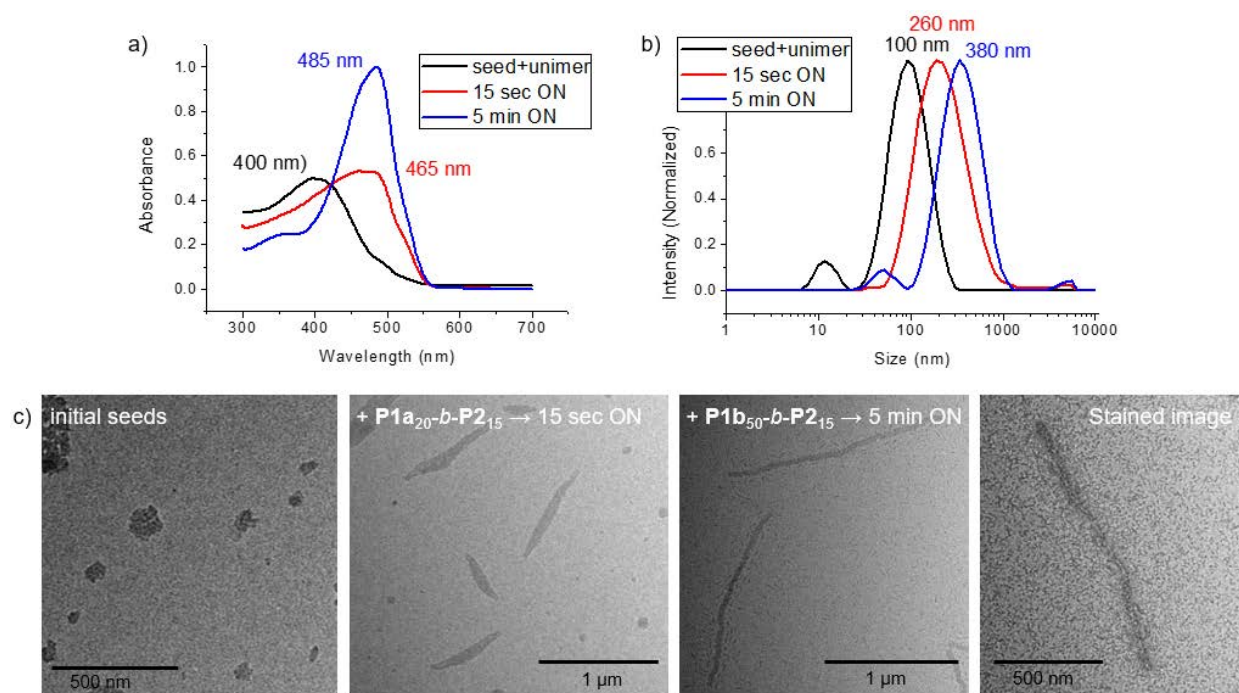 a)
485 nm
seed+unimer
15 sec ON
5 min ON
400 nm)
465 nm
1.0
0.8
0.6
0.4
0.2
0.0
Absorbance
300 400 500 600 700
Wavelength (nm)
b)
260 nm
seed+unimer
15 sec ON
5 min ON
100 nm
380 nm
0.8
0.6
0.4
0.2
0.0
Intensity (Normalized)
1 10 100 1000 10000
Size (nm)
c)
initial seeds
500 nm
+ P1a20-b-P215 → 15 sec ON
1 µm
+ P1b50-b-P215 → 5 min ON
1 µm
Stained image
500 nm